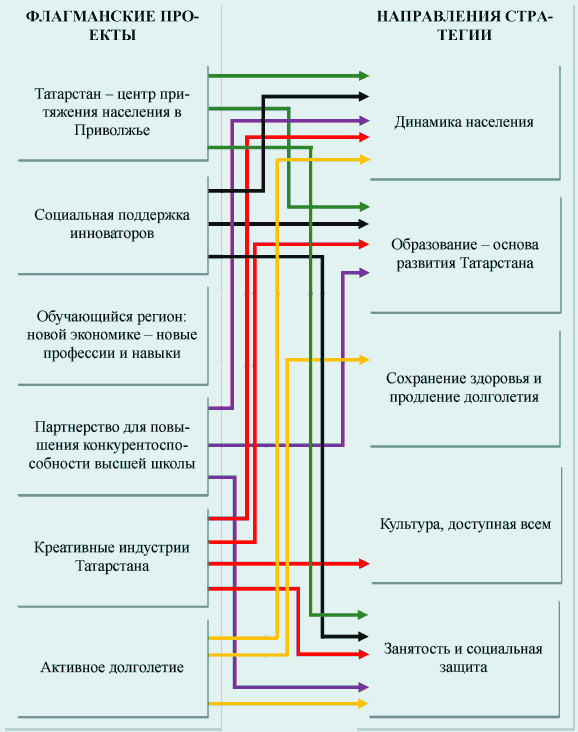 ФЛАГМАНСКИЕ ПРО-
ЕКТЫ
Татарстан – центр при-
тяжения населения в
Приволжье
Социальная поддержка
инноваторов
Обучающийся регион:
новой экономике – новые
профессии и навыки
Партнерство для повы-
шения конкурентоспо-
собности высшей школы
Креативные индустрии
Татарстана
Активное долголетие
НАПРАВЛЕНИЯ СТРА-
ТЕГИИ
Динамика населения
Образование – основа
развития Татарстана
Сохранение здоровья и
продление долголетия
Культура, доступная всем
Занятость и социальная
защита